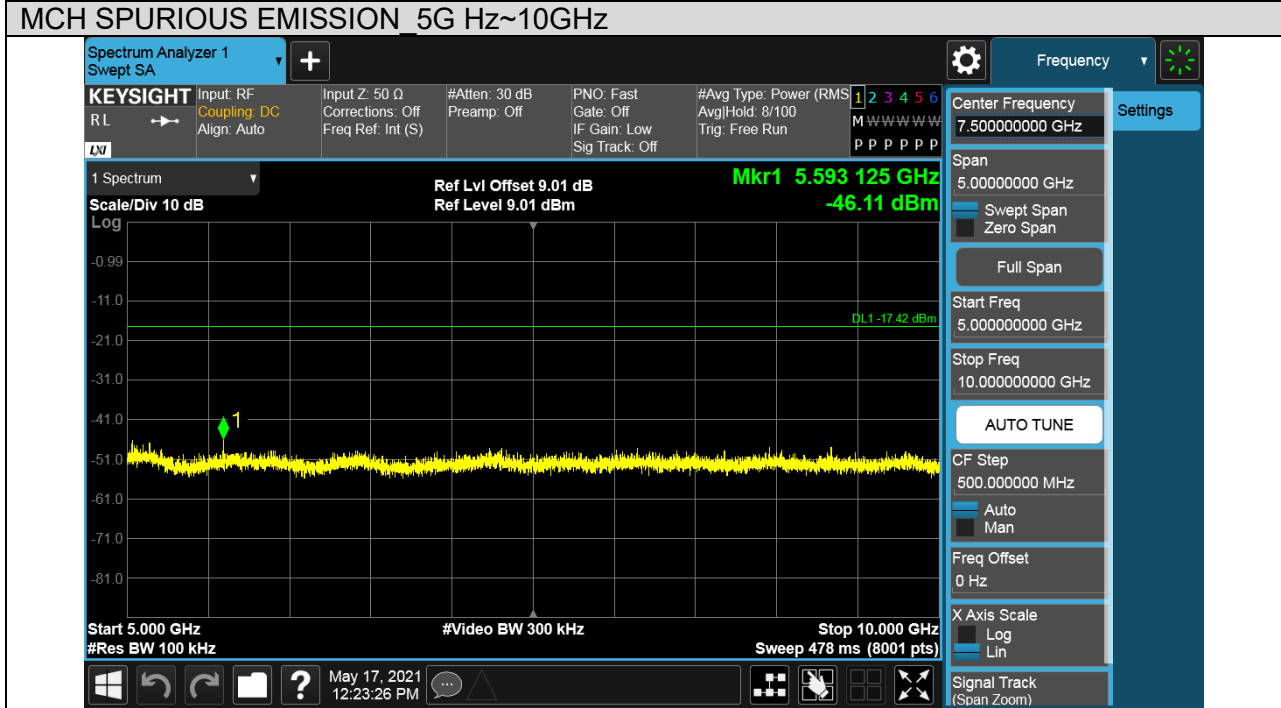 MCH SPURIOUS EMISSION_5G Hz~10GHz
Spectrum Analyzer 1
Swept SA
+
Frequency
KEYSIGHT
R L
LXI
Input: RF
Coupling: DC
Align: Auto
Input Z: 50 Ω
Corrections: Off
Freq Ref: Int (S)
#Atten: 30 dB
Preamp: Off
PNO: Fast
Gate: Off
IF Gain: Low
Sig Track: Off
#Avg Type: Power (RMS
Avg|Hold: 8/100
Trig: Free Run
1 2 3 4 5 6
M W W W W W
P P P P P P
1 Spectrum
Scale/Div 10 dB
Ref Lvl Offset 9.01 dB
Ref Level 9.01 dBm
Mkr1 5.593 125 GHz
-46.11 dBm
Log
-0.99
-11.0
DL1 -17.42 dBm
-21.0
-31.0
-41.0
1
-51.0
-61.0
-71.0
-81.0
Start 5.000 GHz
#Video BW 300 kHz
Stop 10.000 GHz
#Res BW 100 kHz
Sweep 478 ms (8001 pts)
?
May 17, 2021
12:23:26 PM
Center Frequency
7.500000000 GHz
Settings
Span
5.00000000 GHz
Swept Span
Zero Span
Full Span
Start Freq
5.000000000 GHz
Stop Freq
10.000000000 GHz
AUTO TUNE
CF Step
500.000000 MHz
Auto
Man
Freq Offset
0 Hz
X Axis Scale
Log
Lin
Signal Track
(Span Zoom)